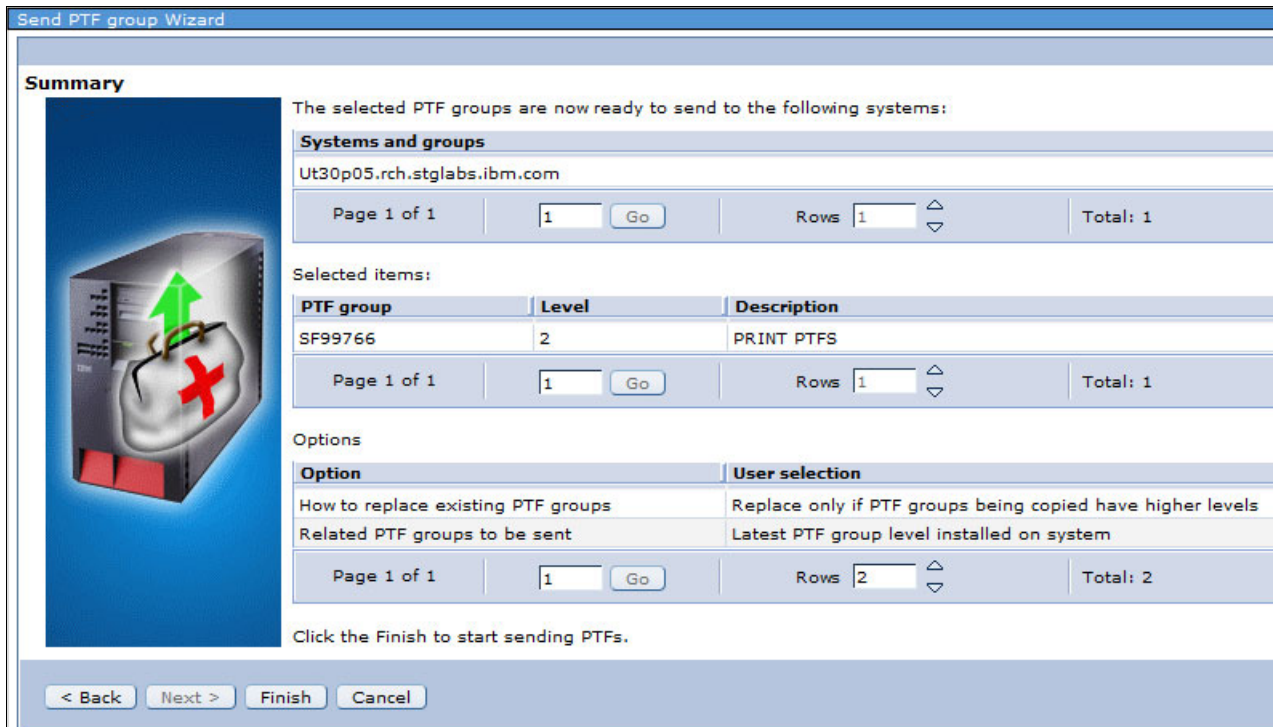 Send PTF group Wizard
Summary
The selected PTF groups are now ready to send to the following systems:
Systems and groups
Ut30p05.rch.stglabs.ibm.com
Page 1 of 1 1 Go Rows 1 Total: 1
Selected items:
PTF group Level Description
SF99766 2 PRINT PTFS
Page 1 of 1 1 Go Rows 1 Total: 1
Options
Option User selection
How to replace existing PTF groups Replace only if PTF groups being copied have higher levels
Related PTF groups to be sent Latest PTF group level installed on system
Page 1 of 1 1 Go Rows 2 Total: 2
Click the Finish to start sending PTFs.
< Back Next > Finish Cancel